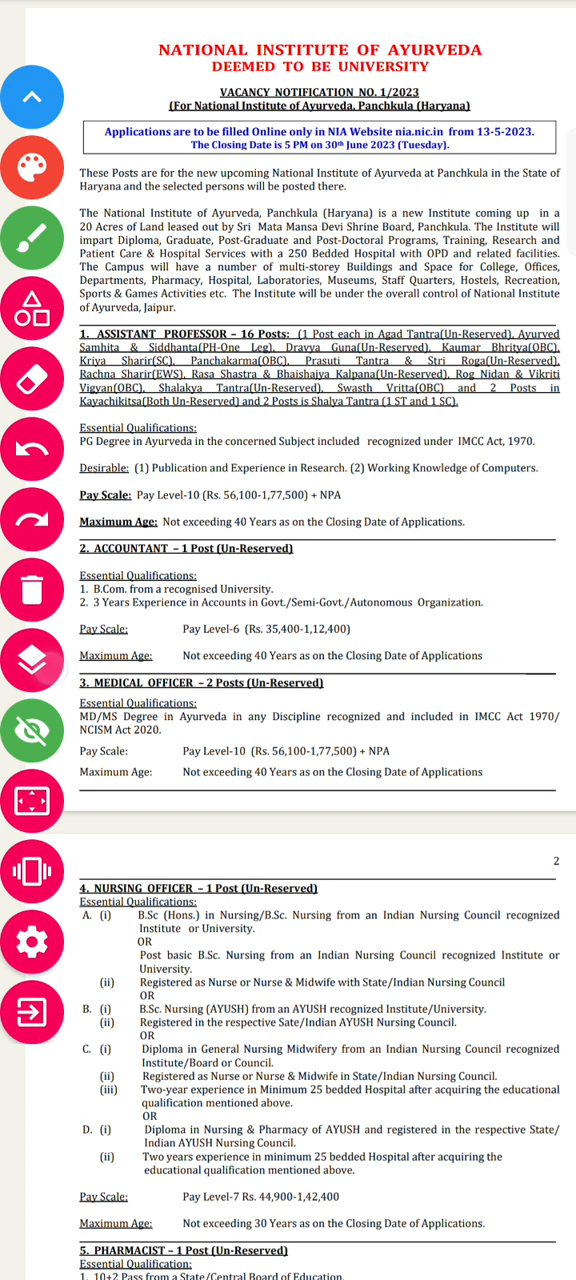 NATIONAL INSTITUTE OF AYURVEDA
DEEMED TO BE UNIVERSITY
VACANCY NOTIFICATION NO. 1/2023
(For National Institute of Ayurveda, Panchkula (Haryana)
Applications are to be filled Online only in NIA Website nia.nic.in from 13-5-2023.
The Closing Date is 5 PM on 30th June 2023 (Tuesday).
These Posts are for the new upcoming National Institute of Ayurveda at Panchkula in the State of
Haryana and the selected persons will be posted there.
The National Institute of Ayurveda, Panchkula (Haryana) is a new Institute coming up in a
20 Acres of Land leased out by Sri Mata Mansa Devi Shrine Board, Panchkula. The Institute will
impart Diploma, Graduate, Post-Graduate and Post-Doctoral Programs, Training, Research and
Patient Care & Hospital Services with a 250 Bedded Hospital with OPD and related facilities.
The Campus will have a number of multi-storey Buildings and Space for College, Offices,
Departments, Pharmacy, Hospital, Laboratories, Museums, Staff Quarters, Hostels, Recreation,
Sports & Games Activities etc. The Institute will be under the overall control of National Institute
of Ayurveda, Jaipur.
1. ASSISTANT PROFESSOR – 16 Posts: (1 Post each in Agad Tantra(Un-Reserved), Ayurved
Samhita & Siddhanta(PH-One Leg), Dravya Guna(Un-Reserved), Kaumar Bhritya(OBC),
Kriya Sharir(SC), Panchakarma(OBC), Prasuti Tantra & Stri Roga(Un-Reserved),
Rachna Sharir(EWS), Rasa Shastra & Bhaishajya Kalpana(Un-Reserved), Rog Nidan & Vikriti
Vigyan(OBC), Shalakya Tantra(Un-Reserved), Swasth Vritta(OBC) and 2 Posts in
Kayachikitsa(Both Un-Reserved) and 2 Posts is Shalya Tantra (1 ST and 1 SC).
Essential Qualifications:
PG Degree in Ayurveda in the concerned Subject included recognized under IMCC Act, 1970.
Desirable: (1) Publication and Experience in Research. (2) Working Knowledge of Computers.
Pay Scale: Pay Level-10 (Rs. 56,100-1,77,500) + NPA
Maximum Age: Not exceeding 40 Years as on the Closing Date of Applications.
2. ACCOUNTANT – 1 Post (Un-Reserved)
Essential Qualifications:
1. B.Com. from a recognised University.
2. 3 Years Experience in Accounts in Govt./Semi-Govt./Autonomous Organization.
Pay Scale: Pay Level-6 (Rs. 35,400-1,12,400)
Maximum Age: Not exceeding 40 Years as on the Closing Date of Applications
3. MEDICAL OFFICER – 2 Posts (Un-Reserved)
Essential Qualifications:
MD/MS Degree in Ayurveda in any Discipline recognized and included in IMCC Act 1970/
NCISM Act 2020.
Pay Scale: Pay Level-10 (Rs. 56,100-1,77,500) + NPA
Maximum Age: Not exceeding 40 Years as on the Closing Date of Applications
2
4. NURSING OFFICER – 1 Post (Un-Reserved)
Essential Qualifications:
A. (i) B.Sc (Hons.) in Nursing/B.Sc. Nursing from an Indian Nursing Council recognized
Institute or University.
OR
Post basic B.Sc. Nursing from an Indian Nursing Council recognized Institute or
University.
(ii) Registered as Nurse or Nurse & Midwife with State/Indian Nursing Council
OR
B. (i) B.Sc. Nursing (AYUSH) from an AYUSH recognized Institute/University.
(ii) Registered in the respective Sate/Indian AYUSH Nursing Council.
OR
C. (i) Diploma in General Nursing Midwifery from an Indian Nursing Council recognized
Institute/Board or Council.
(ii) Registered as Nurse or Nurse & Midwife in State/Indian Nursing Council.
(iii) Two-year experience in Minimum 25 bedded Hospital after acquiring the educational
qualification mentioned above.
OR
D. (i) Diploma in Nursing & Pharmacy of AYUSH and registered in the respective State/
Indian AYUSH Nursing Council.
(ii) Two years experience in minimum 25 bedded Hospital after acquiring the
educational qualification mentioned above.
Pay Scale: Pay Level-7 Rs. 44,900-1,42,400
Maximum Age: Not exceeding 30 Years as on the Closing Date of Applications.
5. PHARMACIST – 1 Post (Un-Reserved)
Essential Qualification:
1. 10+2 Pass from a State/Central Board of Education.